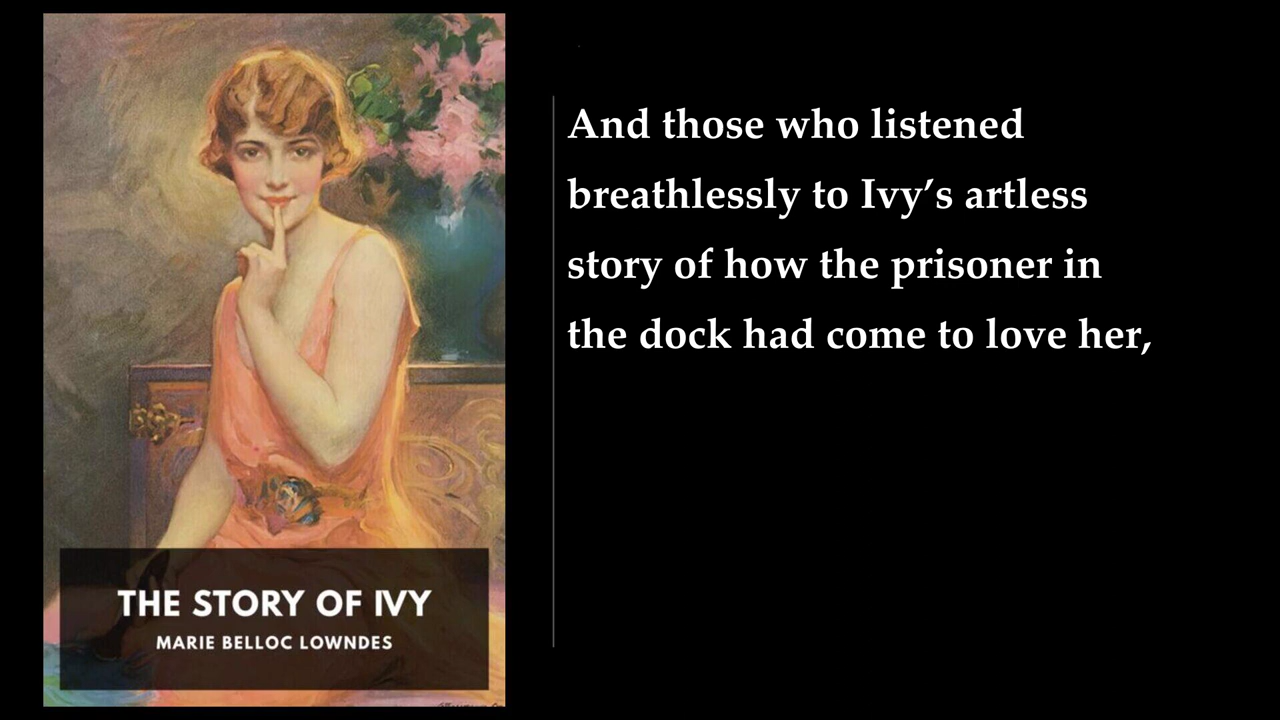 THE STORY OF IVY
MARIE BELLOC LOWNDES
And those who listened
breathlessly to Ivy’s artless
story of how the prisoner in
the dock had come to love her,